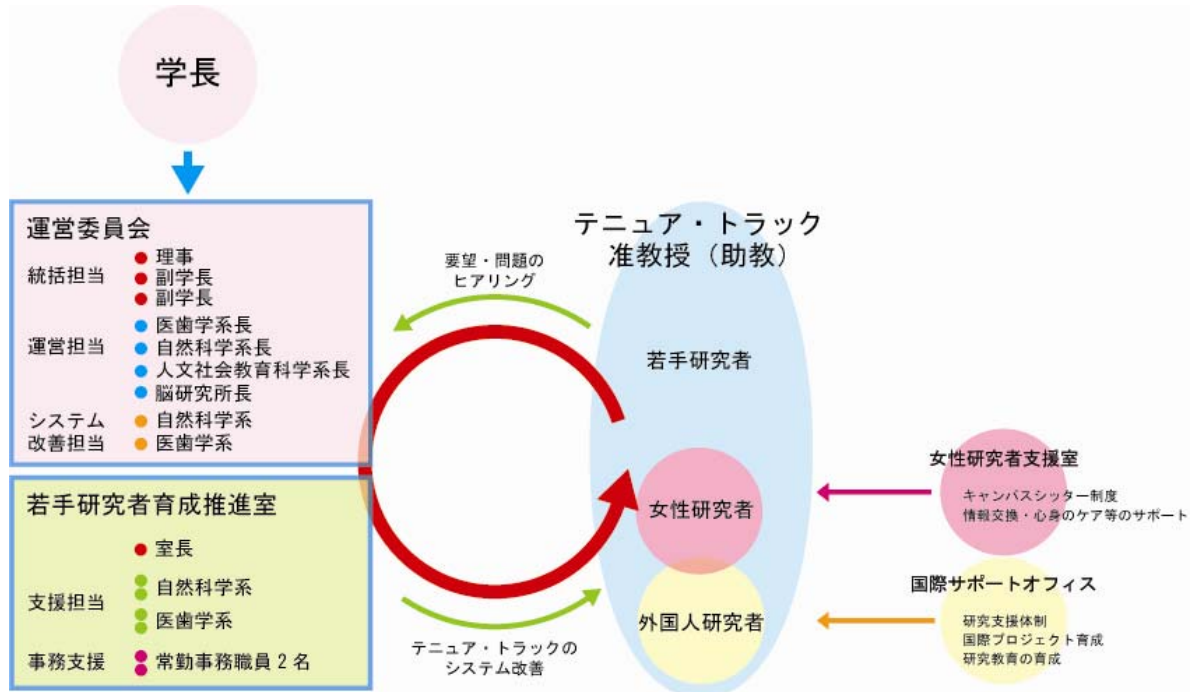 学長
運営委員会
統括担当
理事
副学長
副学長
運営担当
医歯学系長
自然科学系長
人文社会教育科学系長
脳研究所長
システム
改善担当
自然科学系
医歯学系
若手研究者育成推進室
室長
支援担当
自然科学系
医歯学系
事務支援
常勤事務職員2名
要望・問題の
ヒアリング
テニュア・トラックの
システム改善
テニュア・トラック
准教授（助教）
若手研究者
女性研究者
外国人研究者
女性研究者支援室
キャンバスシッター制度
情報交換・心身のケア等のサポート
国際サポートオフィス
研究支援体制
国際プロジェクト育成
研究教育の育成